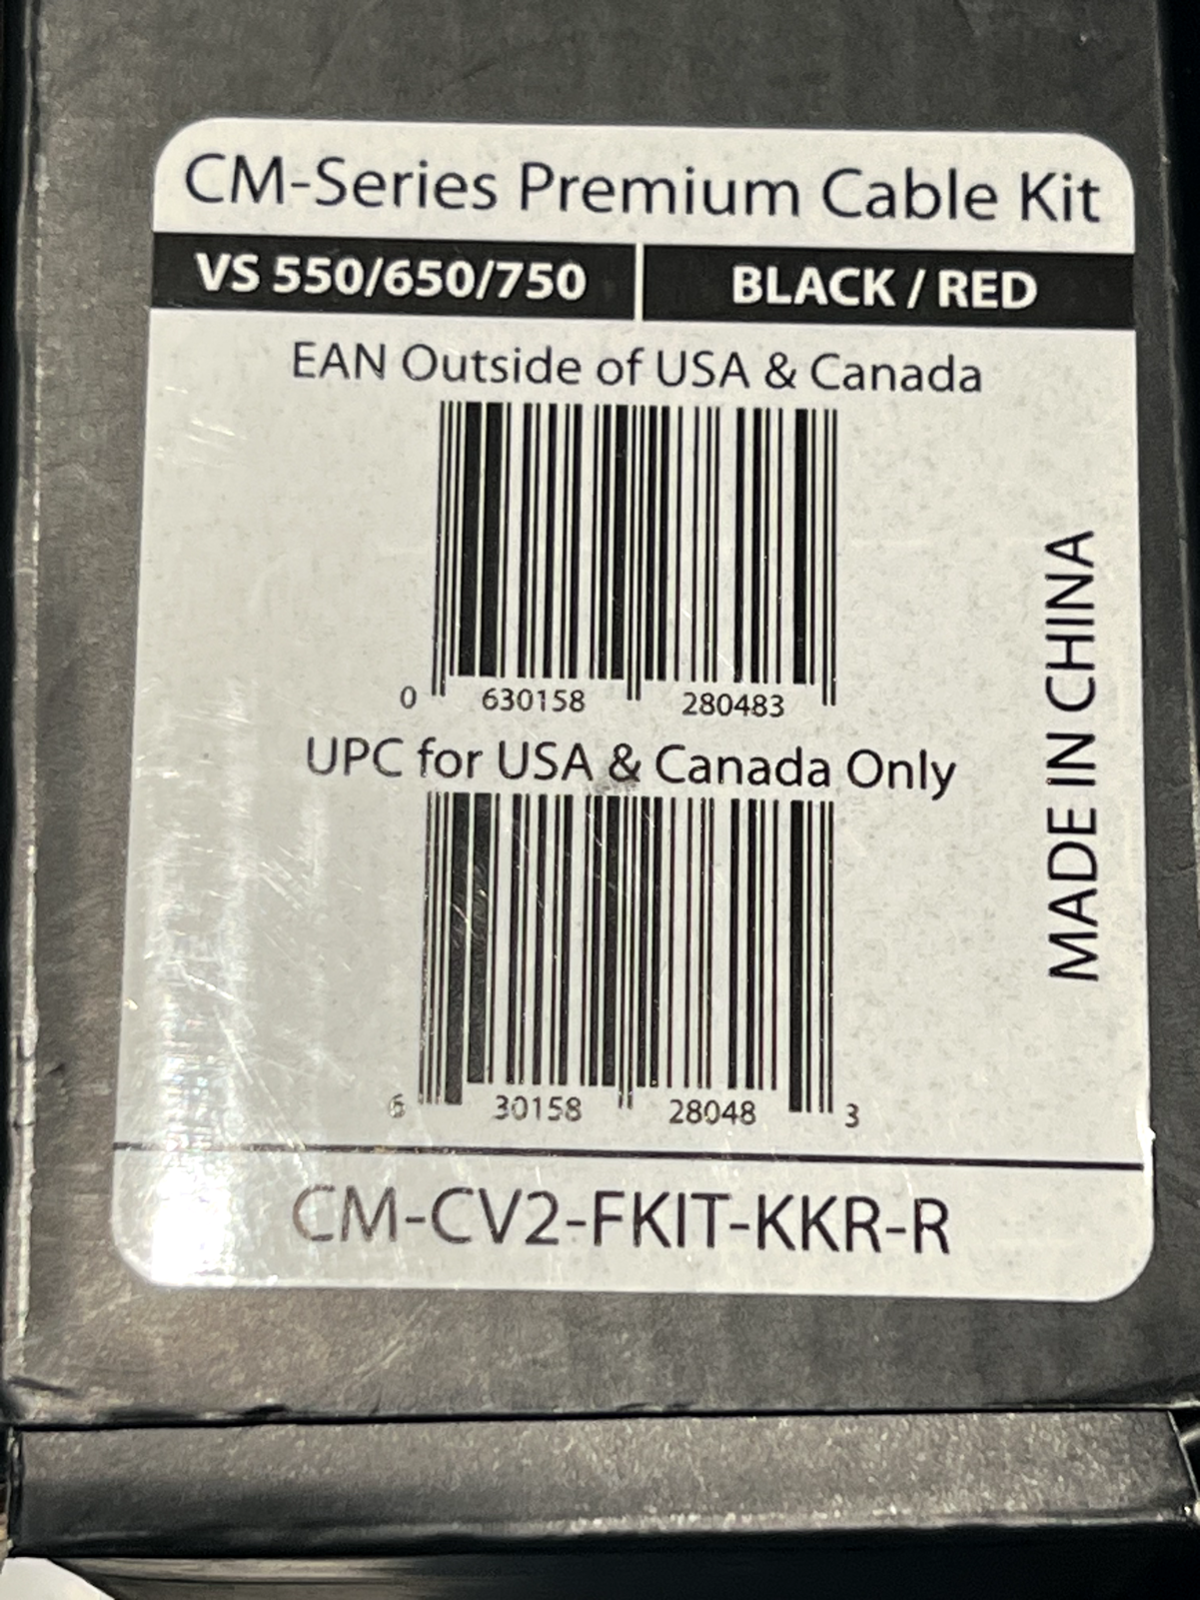 CM-Series Premium Cable Kit
VS 550/650/750
BLACK / RED
EAN Outside of USA & Canada
0 630158 280483
UPC for USA & Canada Only
6 30158 28048 3
MADE IN CHINA
CM-CV2-FKIT-KKR-R